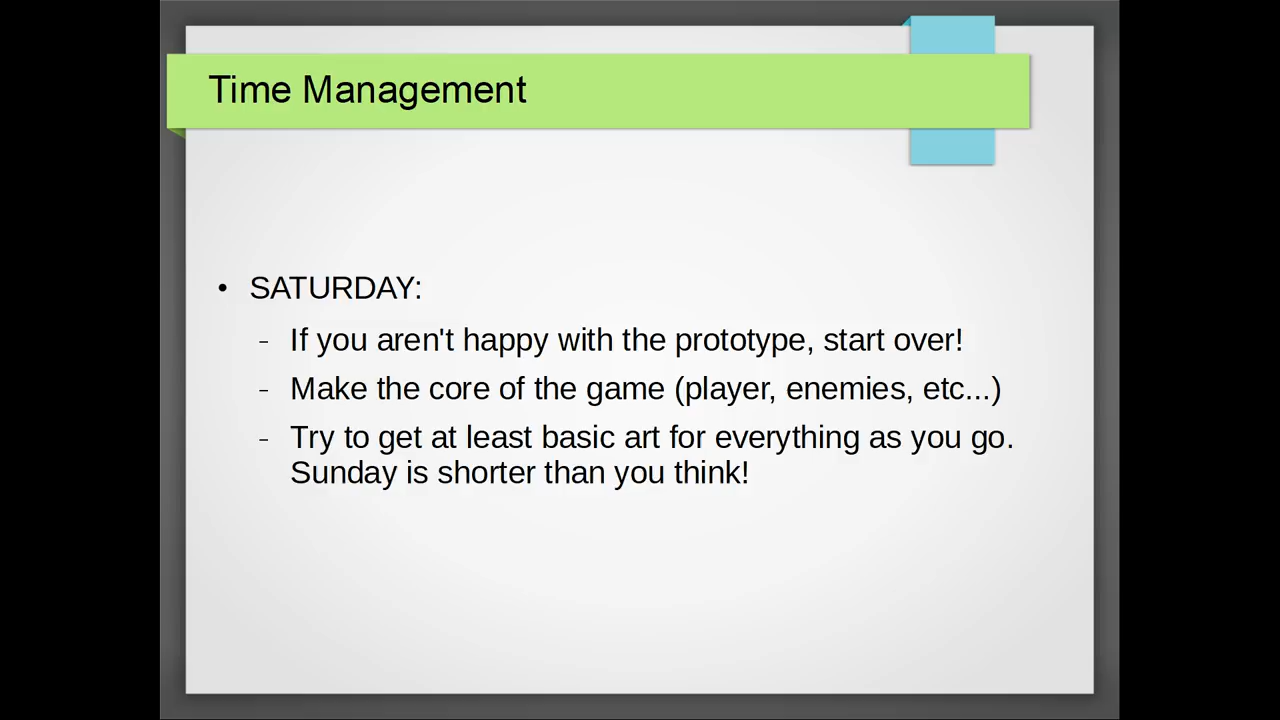 Time Management
• SATURDAY:
– If you aren't happy with the prototype, start over!
– Make the core of the game (player, enemies, etc...)
– Try to get at least basic art for everything as you go.
Sunday is shorter than you think!